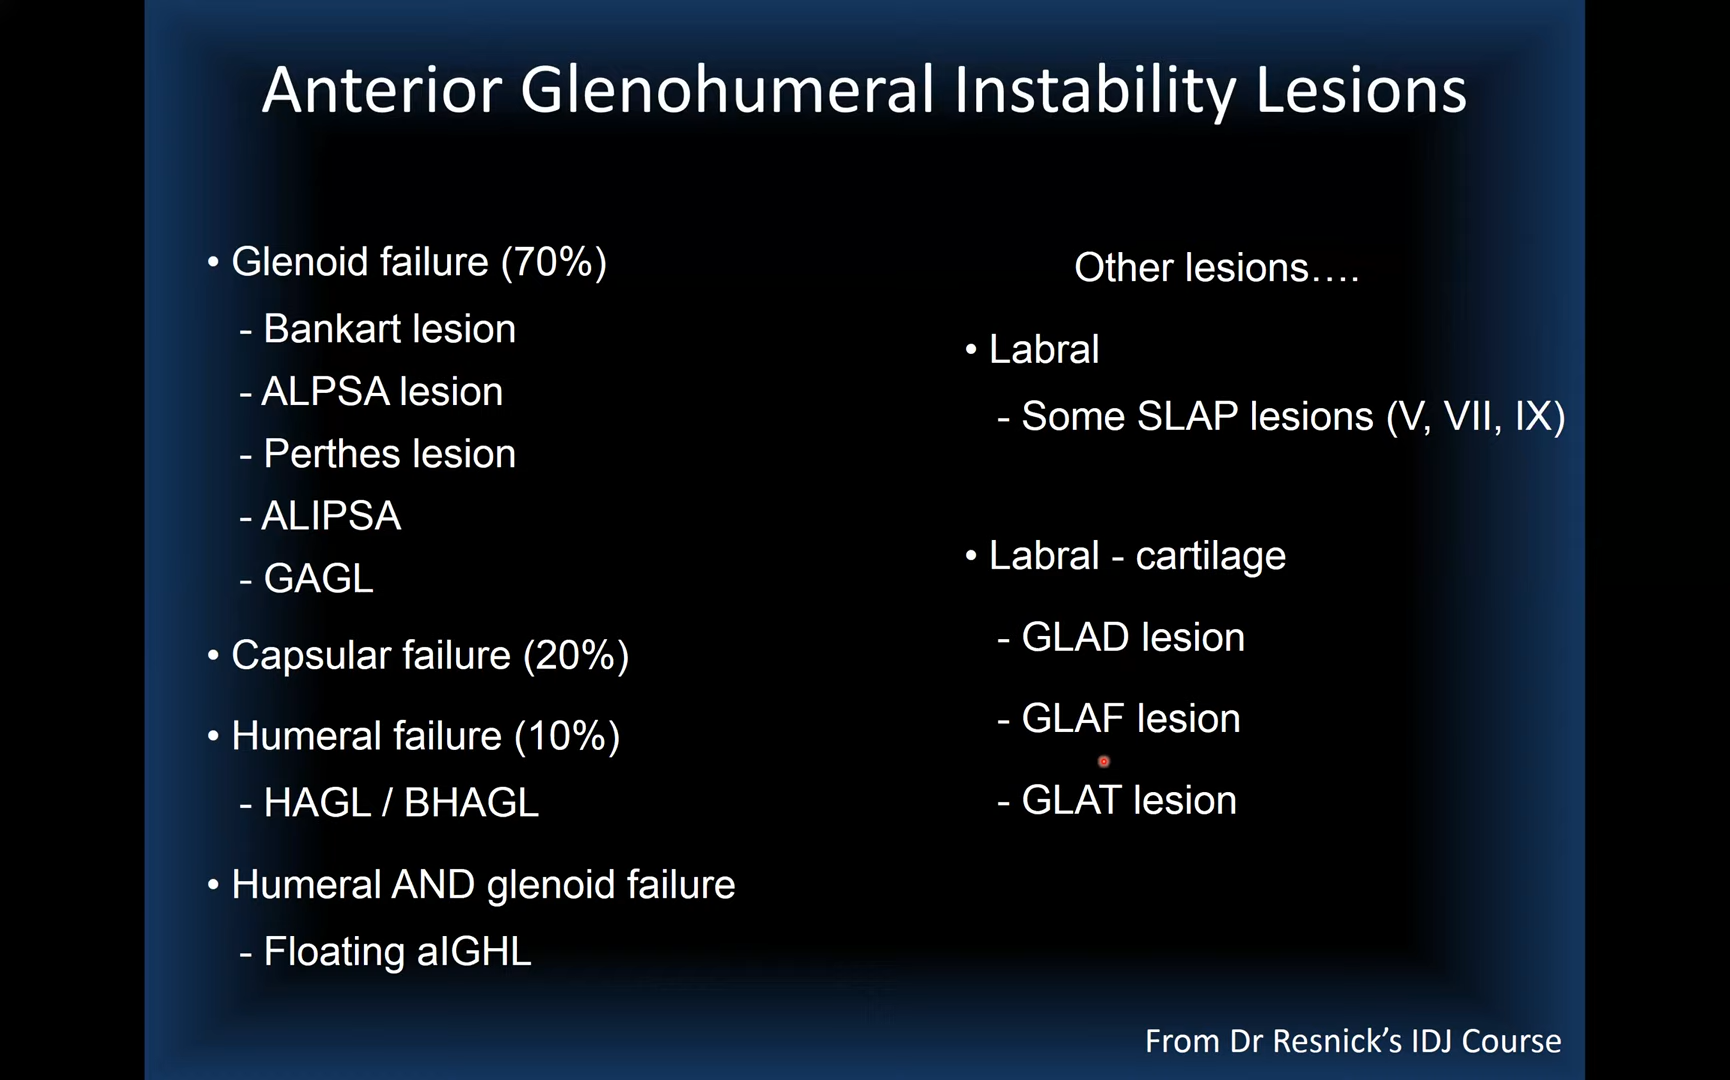 Anterior Glenohumeral Instability Lesions
• Glenoid failure (70%)
- Bankart lesion
- ALPSA lesion
- Perthes lesion
- ALIPSA
- GAGL
• Capsular failure (20%)
• Humeral failure (10%)
- HAGL / BHAGL
• Humeral AND glenoid failure
- Floating aIGHL
Other lesions....
• Labral
- Some SLAP lesions (V, VII, IX)
• Labral - cartilage
- GLAD lesion
- GLAF lesion
- GLAT lesion
From Dr Resnick’s IDJ Course